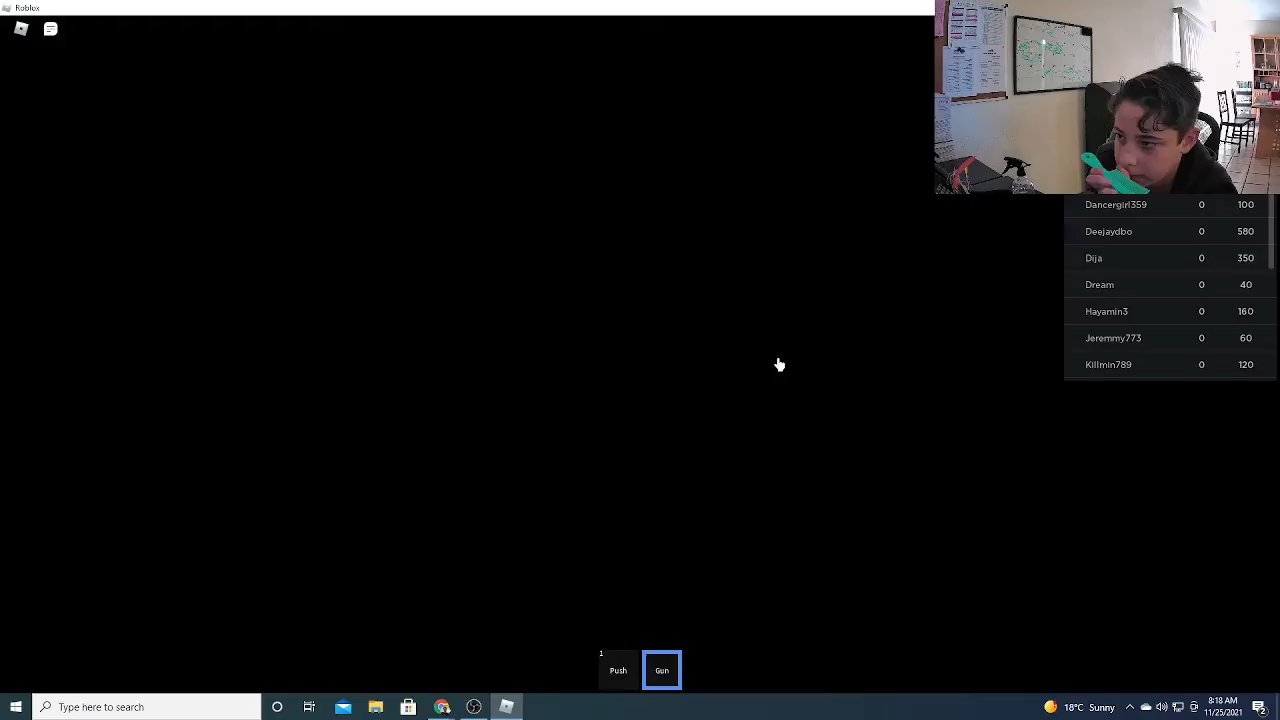 Roblox
Dancergirl359 0 100
Deejaydbo 0 580
Dija 0 350
Dream 0 40
Hayamin3 0 160
Jeremmy773 0 60
Killmin789 0 120
1
Push Gun
Type here to search
18°C Sunny
8:18 AM
11/25/2021
2